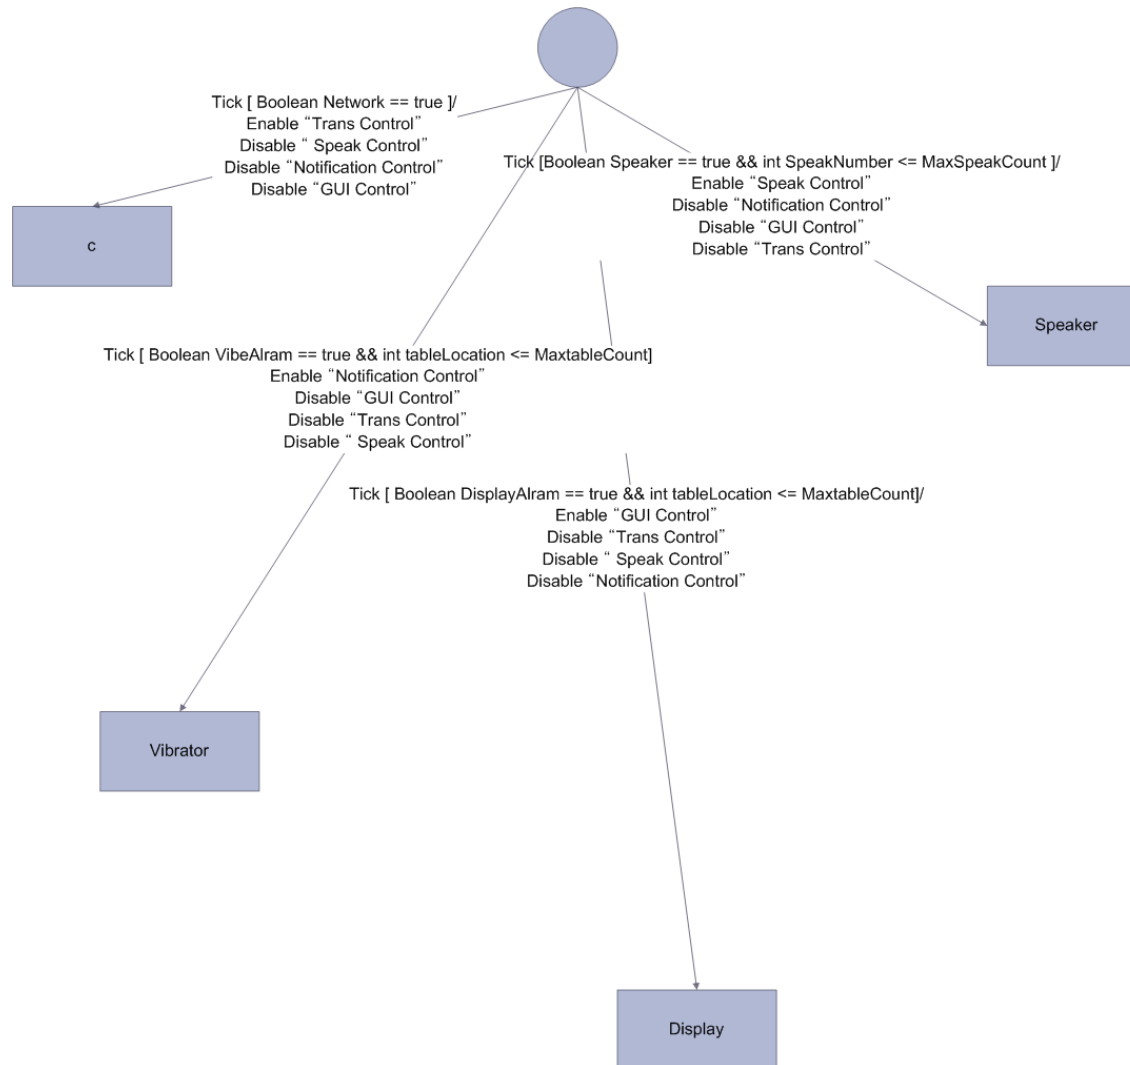 Tick [ Boolean Network == true ]/
Enable “Trans Control”
Disable “ Speak Control”
Disable “Notification Control”
Disable “GUI Control”
c
Tick [Boolean Speaker == true && int SpeakNumber <= MaxSpeakCount ]/
Enable “Speak Control”
Disable “Notification Control”
Disable “GUI Control”
Disable “Trans Control”
Speaker
Tick [ Boolean VibeAlram == true && int tableLocation <= MaxtableCount]
Enable “Notification Control”
Disable “GUI Control”
Disable “Trans Control”
Disable “ Speak Control”
Tick [ Boolean DisplayAlram == true && int tableLocation <= MaxtableCount]/
Enable “GUI Control”
Disable “Trans Control”
Disable “ Speak Control”
Disable “Notification Control”
Vibrator
Display